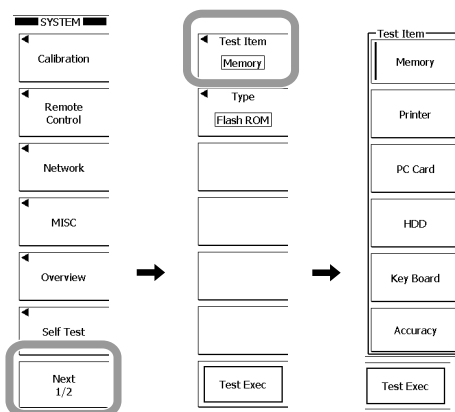 SYSTEM
Calibration
Remote
Control
Network
MISC
Overview
Self Test
Next
1/2
Test Item
Memory
Type
Flash ROM
Test Exec
Test Item
Memory
Printer
PC Card
HDD
Key Board
Accuracy
Test Exec